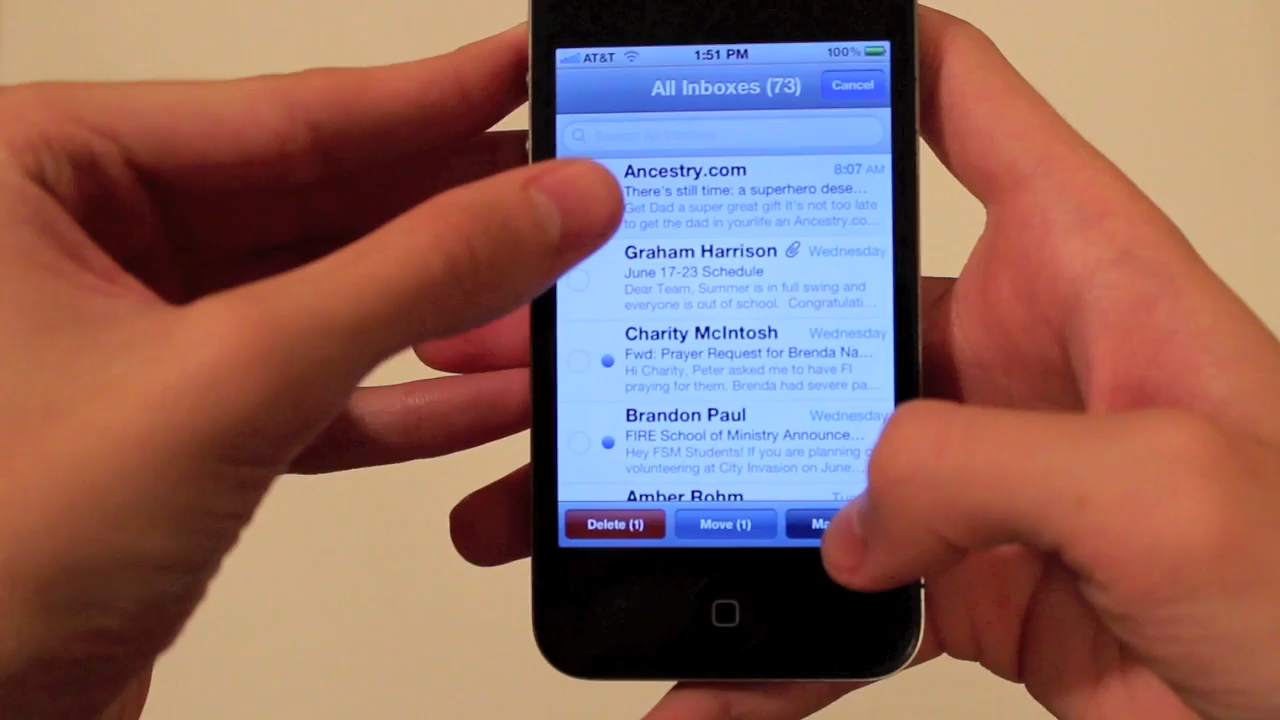 AT&T 1:51 PM 100%
All Inboxes (73) Cancel
Search All Inboxes
Ancestry.com 8:07 AM
There's still time: a superhero dese...
Get Dad a super great gift It's not too late
to get the dad in yourlife an Ancestry.co...
Graham Harrison Wednesday
June 17-23 Schedule
Dear Team, Summer is in full swing and
everyone is out of school. Congratulati...
Charity McIntosh Wednesday
Fwd: Prayer Request for Brenda Na...
Hi Charity, Peter asked me to have FI
praying for them. Brenda had severe pa...
Brandon Paul Wednesday
FIRE School of Ministry Announce...
Hey FSM Students! If you are planning
volunteering at City Invasion on June...
Amber Rohm
Delete (1) Move (1)